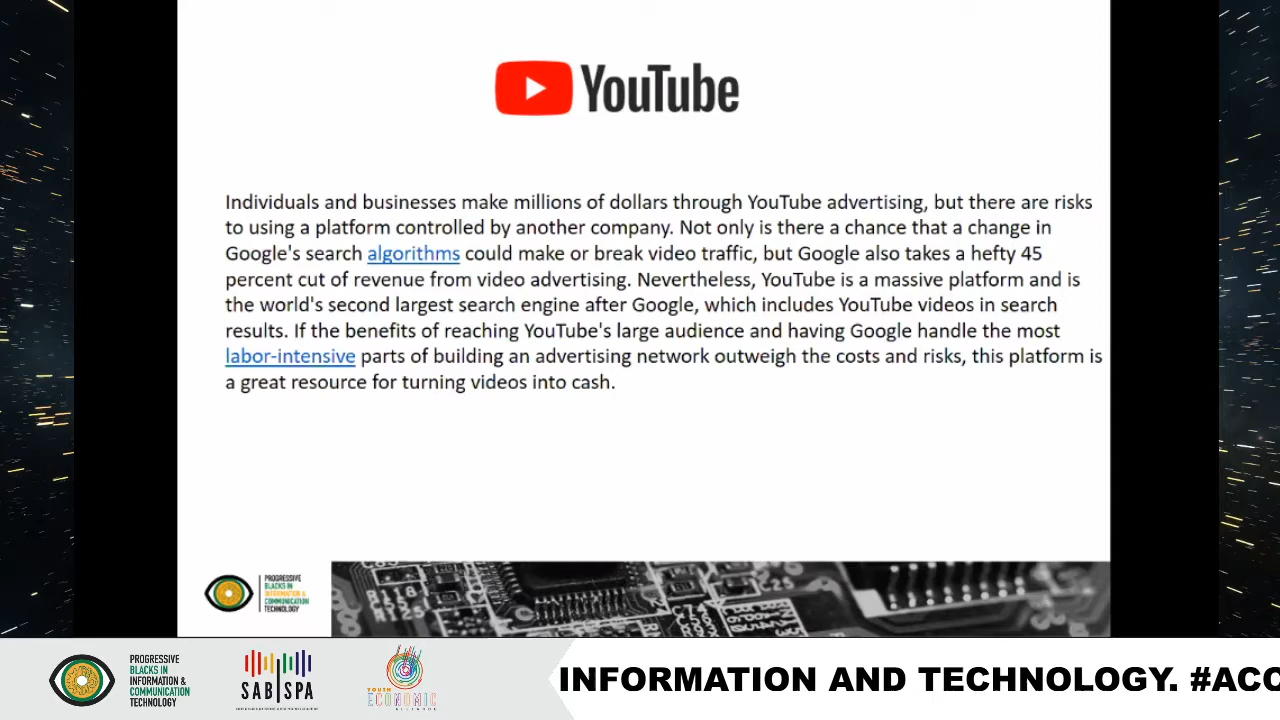 YouTube
Individuals and businesses make millions of dollars through YouTube advertising, but there are risks
to using a platform controlled by another company. Not only is there a chance that a change in
Google's search algorithms could make or break video traffic, but Google also takes a hefty 45
percent cut of revenue from video advertising. Nevertheless, YouTube is a massive platform and is
the world's second largest search engine after Google, which includes YouTube videos in search
results. If the benefits of reaching YouTube's large audience and having Google handle the most
labor-intensive parts of building an advertising network outweigh the costs and risks, this platform is
a great resource for turning videos into cash.
PROGRESSIVE
BLACKS IN
INFORMATION &
COMMUNICATION
TECHNOLOGY
PROGRESSIVE
BLACKS IN
INFORMATION &
COMMUNICATION
TECHNOLOGY
SAB|SPA
YOUTH
ECONOMIC
ALLIANCE
INFORMATION AND TECHNOLOGY. #ACC